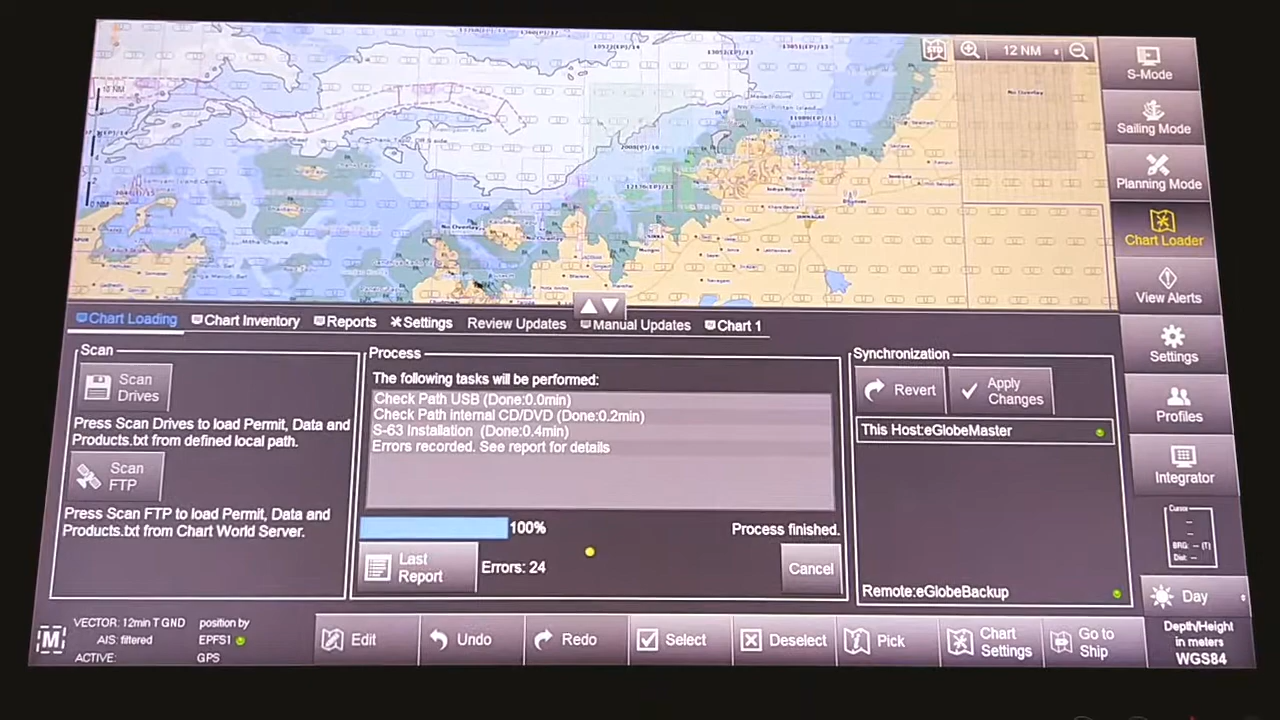 12 NM
No Overlay
10 NM
S-Mode
Sailing Mode
Planning Mode
Chart Loader
View Alerts
Settings
Profiles
Integrator
Chart Loading
Chart Inventory
Reports
Settings
Review Updates
Manual Updates
Chart 1
Scan
Scan
Drives
Press Scan Drives to load Permit, Data and
Products.txt from defined local path.
Scan
FTP
Press Scan FTP to load Permit, Data and
Products.txt from Chart World Server.
Process
The following tasks will be performed:
Check Path USB (Done:0.0min)
Check Path internal CD/DVD (Done:0.2min)
S-63 Installation (Done:0.4min)
Errors recorded. See report for details
100%
Process finished.
Last
Report
Errors: 24
Cancel
Synchronization
Revert
Apply
Changes
This Host:eGlobeMaster
Remote:eGlobeBackup
Cursor
--
--
BRG: -- (T)
Dist: --
Day
Depth/Height
in meters
WGS84
M
VECTOR: 12min T GND
AIS: filtered
ACTIVE:
position by
EPFS1
GPS
Edit
Undo
Redo
Select
Deselect
Pick
Chart
Settings
Go to
Ship